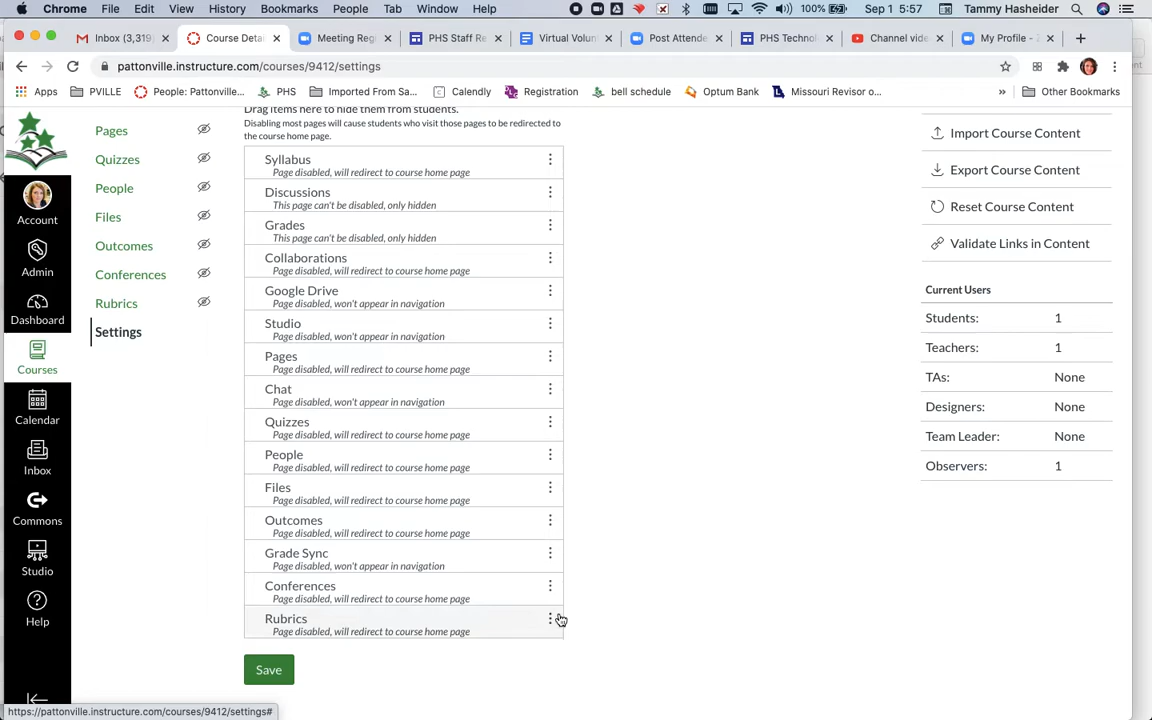 Chrome File Edit View History Bookmarks People Tab Window Help 100% Sep 1 5:57 Tammy Hasheider
Inbox (3,319) Course Deta Meeting Reg PHS Staff Re Virtual Volun Post Attende PHS Techno Channel vide My Profile - Z
pattonville.instructure.com/courses/9412/settings
Apps PVILLE People: Pattonville... PHS Imported From Sa... Calendly Registration bell schedule Optum Bank Missouri Revisor o... » Other Bookmarks
Account
Admin
Dashboard
Courses
Calendar
Inbox
Commons
Studio
Help
Pages
Quizzes
People
Files
Outcomes
Conferences
Rubrics
Settings
Drag items here to hide them from students.
Disabling most pages will cause students who visit those pages to be redirected to
the course home page.
Syllabus
Page disabled, will redirect to course home page
Discussions
This page can't be disabled, only hidden
Grades
This page can't be disabled, only hidden
Collaborations
Page disabled, will redirect to course home page
Google Drive
Page disabled, won't appear in navigation
Studio
Page disabled, won't appear in navigation
Pages
Page disabled, will redirect to course home page
Chat
Page disabled, won't appear in navigation
Quizzes
Page disabled, will redirect to course home page
People
Page disabled, will redirect to course home page
Files
Page disabled, will redirect to course home page
Outcomes
Page disabled, will redirect to course home page
Grade Sync
Page disabled, won't appear in navigation
Conferences
Page disabled, will redirect to course home page
Rubrics
Page disabled, will redirect to course home page
Save
Import Course Content
Export Course Content
Reset Course Content
Validate Links in Content
Current Users
Students: 1
Teachers: 1
TAs: None
Designers: None
Team Leader: None
Observers: 1
https://pattonville.instructure.com/courses/9412/settings#